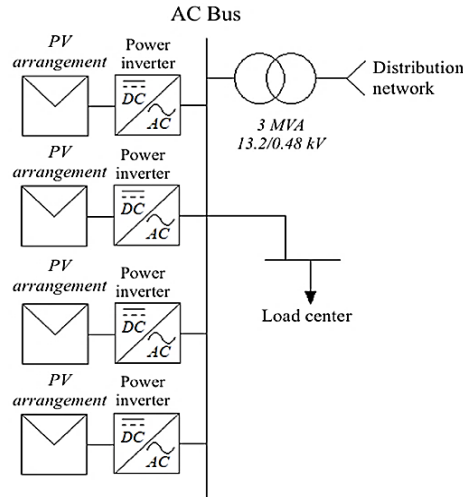 AC Bus
PV
arrangement
Power
inverter
DC
AC
3 MVA
13.2/0.48 kV
Distribution
network
PV
arrangement
Power
inverter
DC
AC
Load center
PV
arrangement
Power
inverter
DC
AC
PV
arrangement
Power
inverter
DC
AC